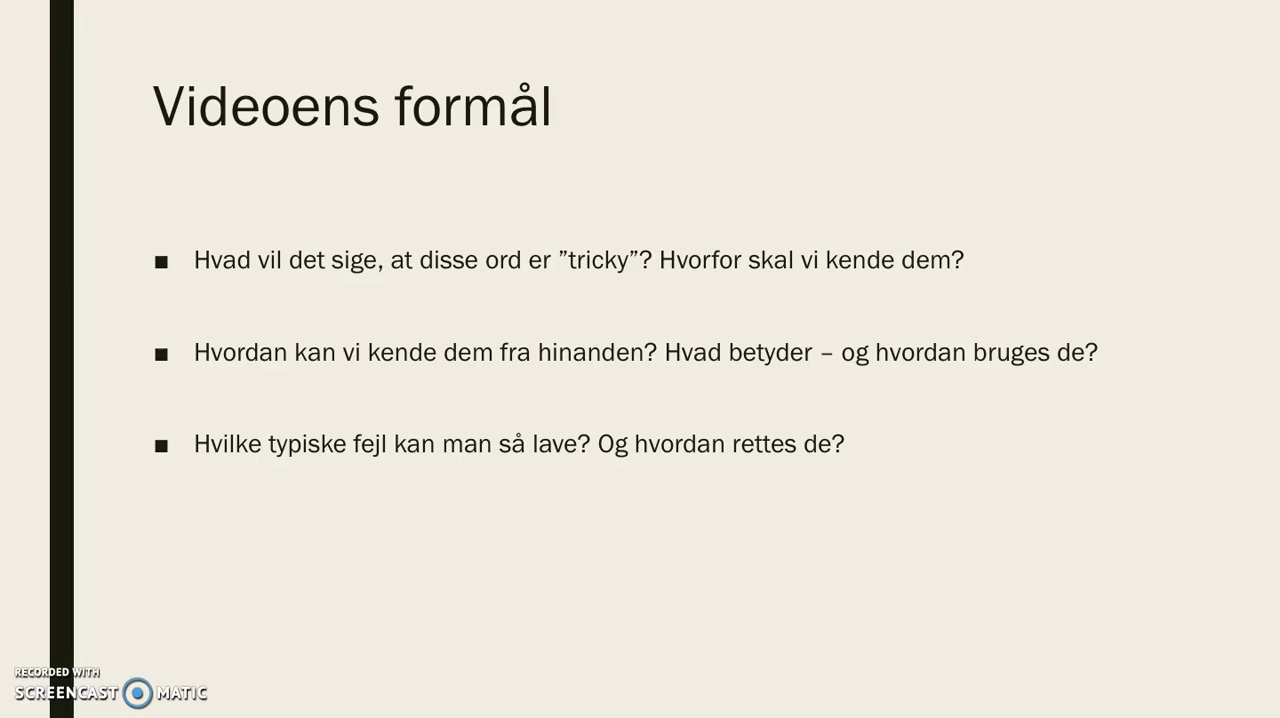 Videoens formål
■ Hvad vil det sige, at disse ord er ”tricky”? Hvorfor skal vi kende dem?
■ Hvordan kan vi kende dem fra hinanden? Hvad betyder – og hvordan bruges de?
■ Hvilke typiske fejl kan man så lave? Og hvordan rettes de?
RECORDED WITH
SCREENCAST MATIC